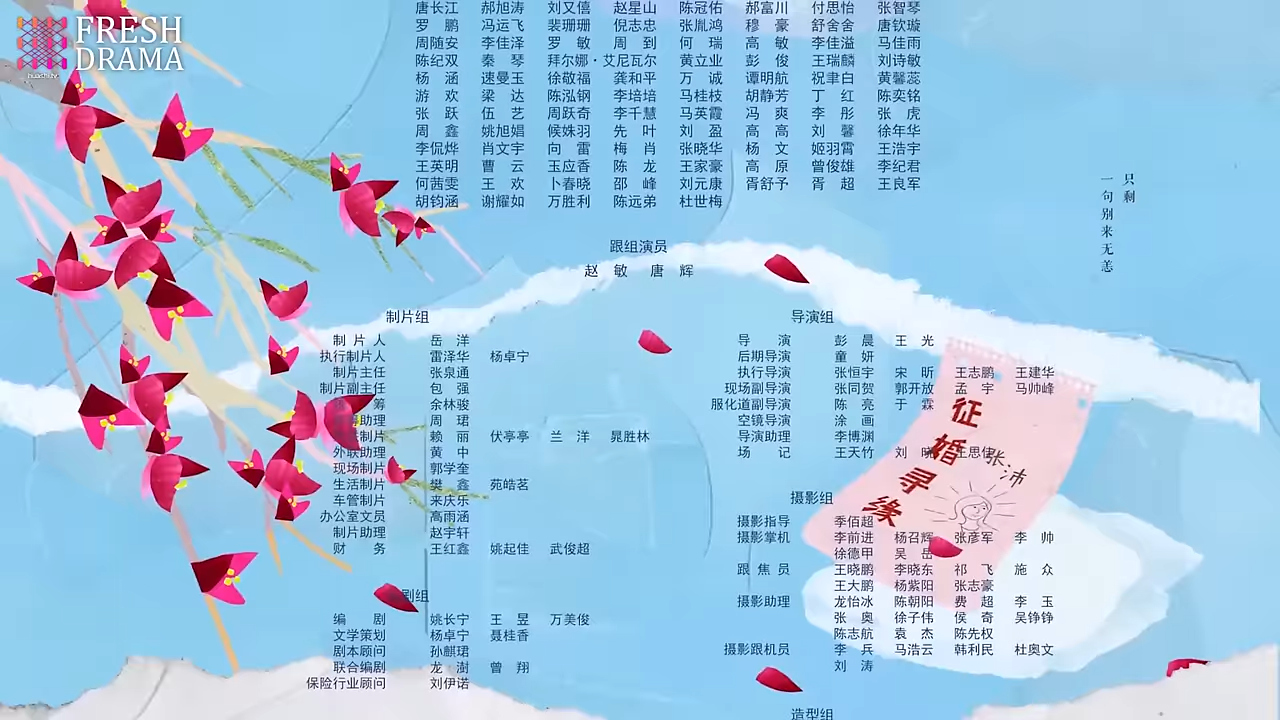 FRESH
DRAMA
huace.tv
唐长江 郝旭涛 刘又僖 赵星山 陈冠佑 郝富川 付思怡 张智琴
罗 鹏 冯运飞 裴珊珊 倪志忠 张胤鸿 穆 豪 舒舍舍 唐钦璇
周随安 李佳泽 罗 敏 周 到 何 瑞 高 敏 李佳溢 马佳雨
陈纪双 秦 琴 拜尔娜·艾尼瓦尔 黄立业 彭 俊 王瑞麟 刘诗敏
杨 涵 速曼玉 徐敬福 龚和平 万 诚 谭明航 祝聿白 黄馨蕊
游 欢 梁 达 陈泓钢 李培培 马桂枝 胡静芳 丁 红 陈奕铭
张 跃 伍 艺 周跃奇 李千慧 马英霞 冯 爽 李 彤 张 虎
周 鑫 姚旭娼 候姝羽 先 叶 刘 盈 高 高 刘 馨 徐年华
李侃烨 肖文宇 向 雷 梅 肖 张晓华 杨 文 姬羽霄 王浩宇
王英明 曹 云 玉应香 陈 龙 王家豪 高 原 曾俊雄 李纪君
何茜雯 王 欢 卜春晓 邵 峰 刘元康 胥舒予 胥 超 王良军
胡钧涵 谢耀如 万胜利 陈远弟 杜世梅
只剩
一句别来无恙
跟组演员
赵 敏 唐 辉
制片组
制 片 人 岳 洋
执行制片人 雷泽华 杨卓宁
制片主任 张泉通
制片副主任 包 强
筹 余林骏
助理 周 珺
制片 赖 丽 伏亭亭 兰 洋 晁胜林
外联助理 黄 中
现场制片 郭学奎
生活制片 樊 鑫 苑皓茗
车管制片 来庆乐
办公室文员 高雨涵
制片助理 赵宇轩
财 务 王红鑫 姚起佳 武俊超
剧组
编 剧 姚长宁 王 昱 万美俊
文学策划 杨卓宁 聂桂香
剧本顾问 孙麒珺
联合编剧 龙 澍 曾 翔
保险行业顾问 刘伊诺
导演组
导 演 彭 晨 王 光
后期导演 童 妍
执行导演 张恒宇 宋 昕 王志鹏 王建华
现场副导演 张同贺 郭开放 孟 宇 马帅峰
服化道副导演 陈 亮 于 霖
空镜导演 涂 画
导演助理 李博渊
场 记 王天竹 刘 王思佳
征婚寻缘
张沛
摄影组
摄影指导 季佰超
摄影掌机 李前进 杨召辉 张彦军 李 帅
徐德甲 吴 岳
跟 焦 员 王晓鹏 李晓东 祁 飞 施 众
王大鹏 杨紫阳 张志豪
摄影助理 龙怡冰 陈朝阳 费 超 李 玉
张 奥 徐子伟 侯 奇 吴铮铮
陈志航 袁 杰 陈先权
摄影跟机员 李 兵 马浩云 韩利民 杜奥文
刘 涛
造型组